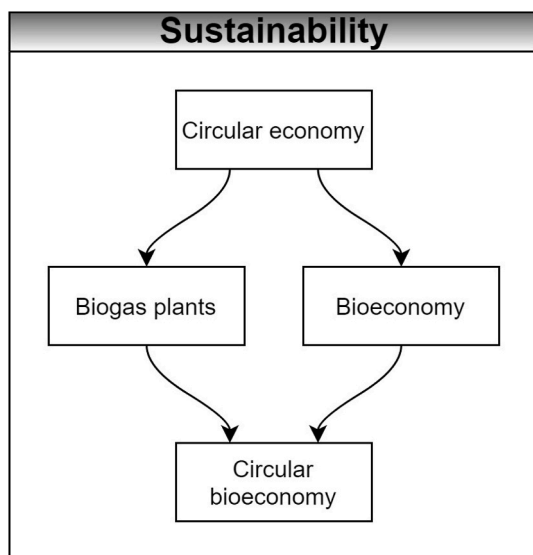 Sustainability
Circular economy
Biogas plants
Bioeconomy
Circular
bioeconomy